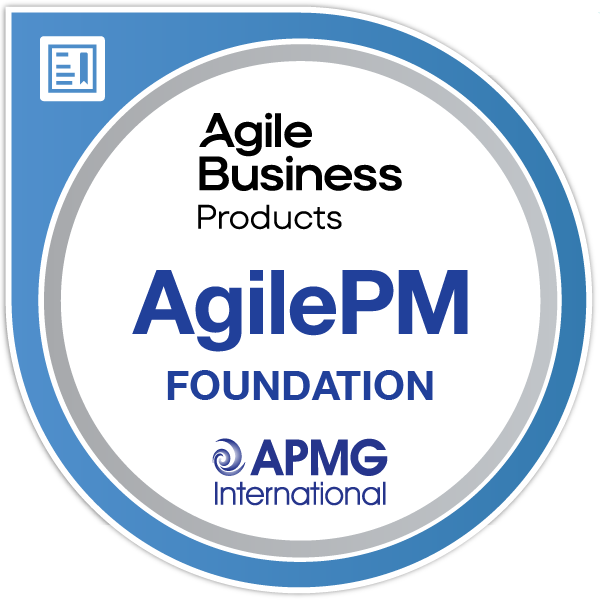 Agile
Business
Products
AgilePM
FOUNDATION
APMG
International